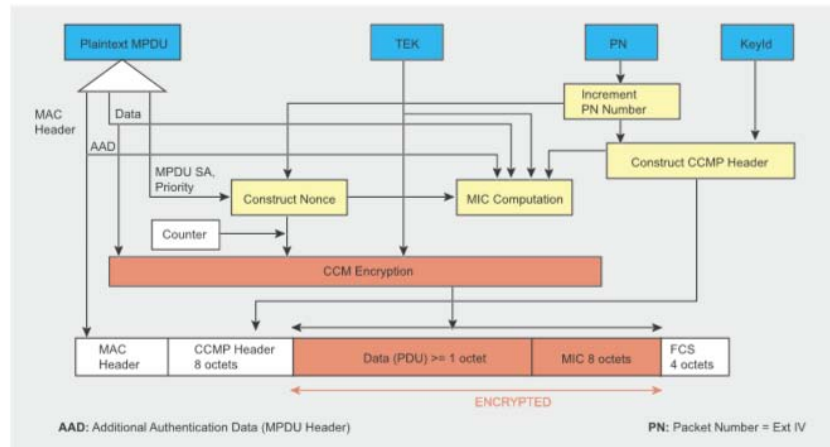 Plaintext MPDU
TEK
PN
KeyId
MAC
Header
Data
AAD
Increment
PN Number
Construct CCMP Header
MPDU SA,
Priority
Construct Nonce
MIC Computation
Counter
CCM Encryption
MAC
Header
CCMP Header
8 octets
Data (PDU) >= 1 octet
MIC 8 octets
FCS
4 octets
ENCRYPTED
AAD: Additional Authentication Data (MPDU Header)
PN: Packet Number = Ext IV